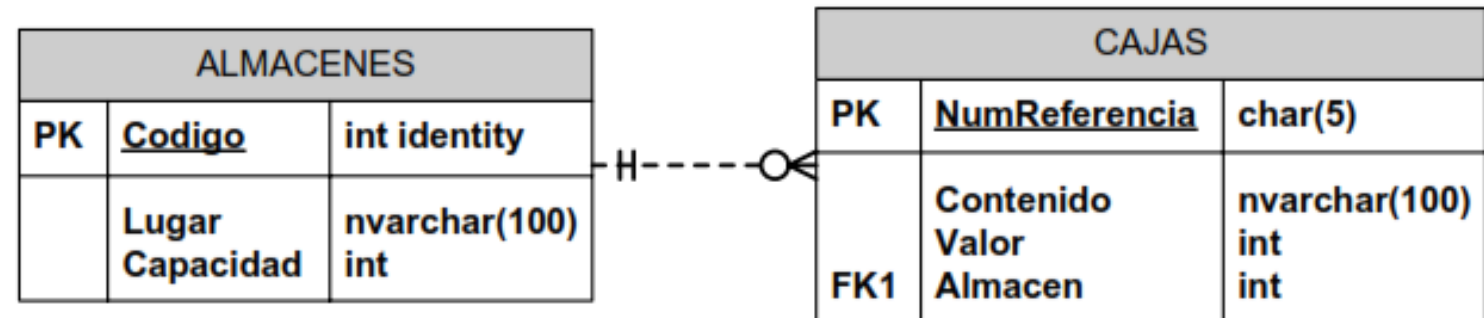 ALMACENES
PK Codigo int identity
Lugar nvarchar(100)
Capacidad int
CAJAS
PK NumReferencia char(5)
Contenido nvarchar(100)
Valor int
FK1 Almacen int